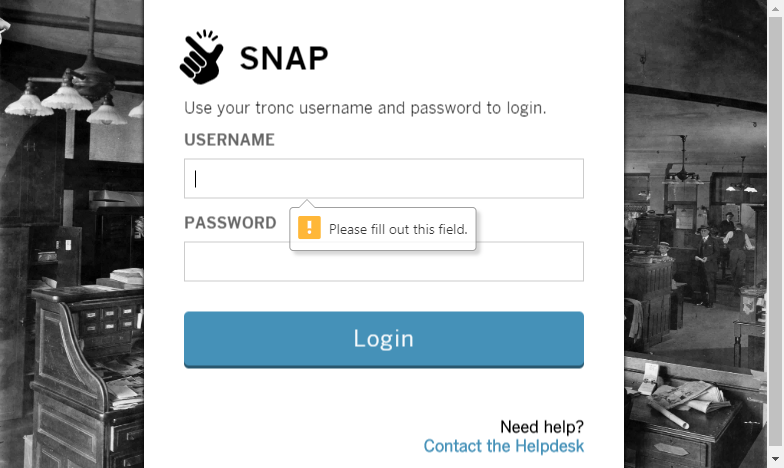 SNAP
Use your tronc username and password to login.
USERNAME
Please fill out this field.
PASSWORD
Login
Need help?
Contact the Helpdesk